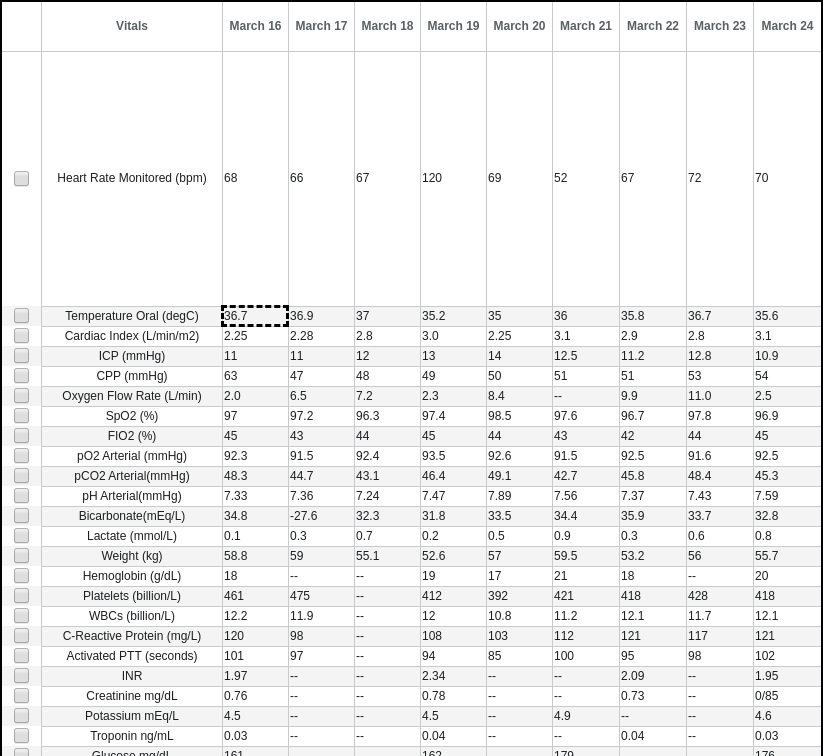 Vitals March 16 March 17 March 18 March 19 March 20 March 21 March 22 March 23 March 24
Heart Rate Monitored (bpm) 68 66 67 120 69 52 67 72 70
Temperature Oral (degC) 36.7 36.9 37 35.2 35 36 35.8 36.7 35.6
Cardiac Index (L/min/m2) 2.25 2.28 2.8 3.0 2.25 3.1 2.9 2.8 3.1
ICP (mmHg) 11 11 12 13 14 12.5 11.2 12.8 10.9
CPP (mmHg) 63 47 48 49 50 51 51 53 54
Oxygen Flow Rate (L/min) 2.0 6.5 7.2 2.3 8.4 -- 9.9 11.0 2.5
SpO2 (%) 97 97.2 96.3 97.4 98.5 97.6 96.7 97.8 96.9
FIO2 (%) 45 43 44 45 44 43 42 44 45
pO2 Arterial (mmHg) 92.3 91.5 92.4 93.5 92.6 91.5 92.5 91.6 92.5
pCO2 Arterial(mmHg) 48.3 44.7 43.1 46.4 49.1 42.7 45.8 48.4 45.3
pH Arterial(mmHg) 7.33 7.36 7.24 7.47 7.89 7.56 7.37 7.43 7.59
Bicarbonate(mEq/L) 34.8 -27.6 32.3 31.8 33.5 34.4 35.9 33.7 32.8
Lactate (mmol/L) 0.1 0.3 0.7 0.2 0.5 0.9 0.3 0.6 0.8
Weight (kg) 58.8 59 55.1 52.6 57 59.5 53.2 56 55.7
Hemoglobin (g/dL) 18 -- -- 19 17 21 18 -- 20
Platelets (billion/L) 461 475 -- 412 392 421 418 428 418
WBCs (billion/L) 12.2 11.9 -- 12 10.8 11.2 12.1 11.7 12.1
C-Reactive Protein (mg/L) 120 98 -- 108 103 112 121 117 121
Activated PTT (seconds) 101 97 -- 94 85 100 95 98 102
INR 1.97 -- -- 2.34 -- -- 2.09 -- 1.95
Creatinine mg/dL 0.76 -- -- 0.78 -- -- 0.73 -- 0/85
Potassium mEq/L 4.5 -- -- 4.5 -- 4.9 -- -- 4.6
Troponin ng/mL 0.03 -- -- 0.04 -- -- 0.04 -- 0.03
Glucose mg/dL 161 162 179 176